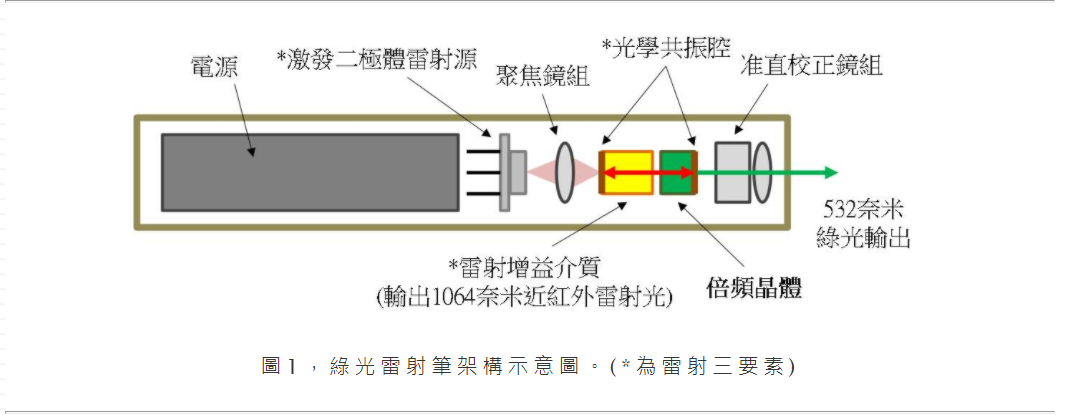 電源
*激發二極體雷射源
聚焦鏡組
*光學共振腔
准直校正鏡組
532奈米
綠光輸出
*雷射增益介質
(輸出1064奈米近紅外雷射光)
倍頻晶體
圖1，綠光雷射筆架構示意圖。(*為雷射三要素)